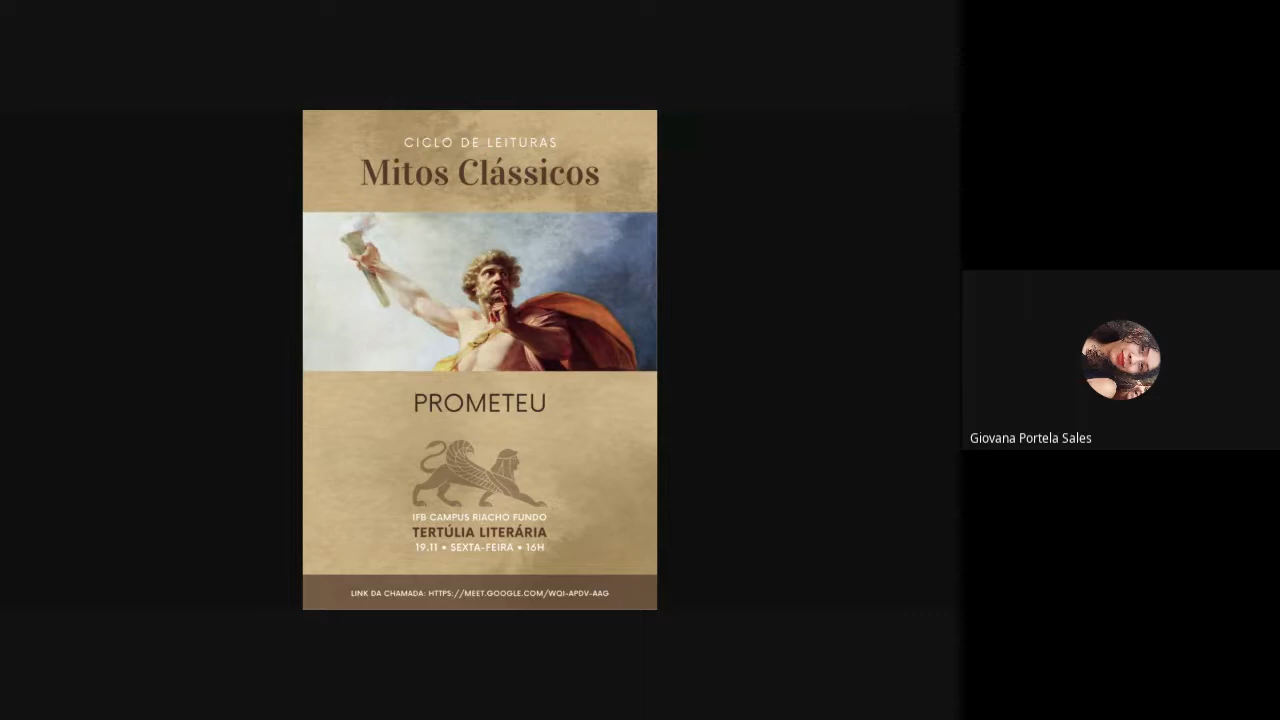 CICLO DE LEITURAS
Mitos Clássicos
PROMETEU
IFB CAMPUS RIACHO FUNDO
TERTÚLIA LITERÁRIA
19.11 • SEXTA-FEIRA • 16H
LINK DA CHAMADA: HTTPS://MEET.GOOGLE.COM/WQI-APDV-AAG
Giovana Portela Sales